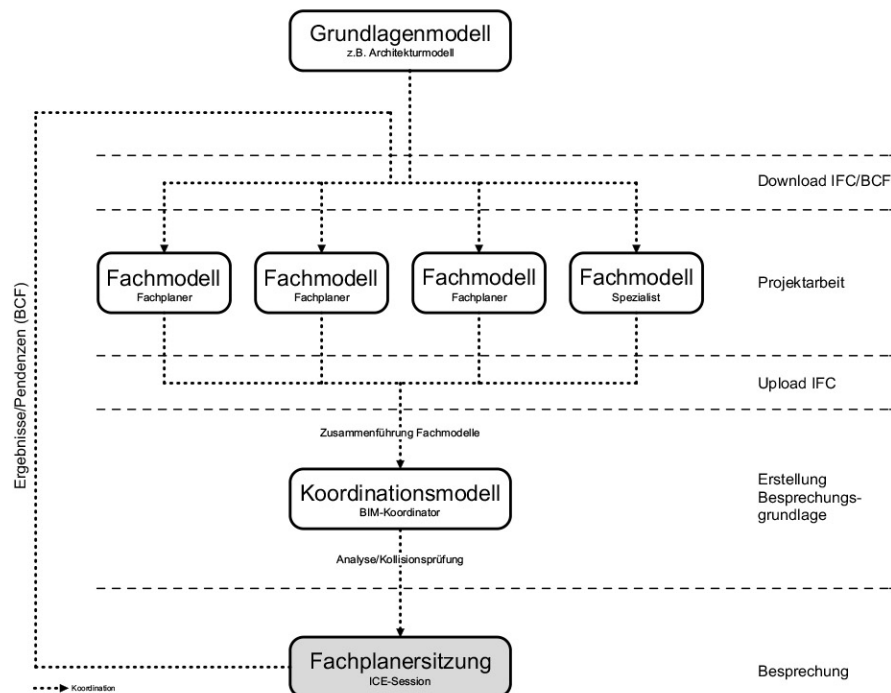 Grundlagenmodell
z.B. Architekturmodell
Download IFC/BCF
Fachmodell
Fachplaner
Fachmodell
Fachplaner
Fachmodell
Fachplaner
Fachmodell
Spezialist
Projektarbeit
Ergebnisse/Pendenzen (BCF)
Upload IFC
Zusammenführung Fachmodelle
Koordinationsmodell
BIM-Koordinator
Erstellung
Besprechungs-
grundlage
Analyse/Kollisionsprüfung
Fachplanersitzung
ICE-Session
Besprechung
Koordination